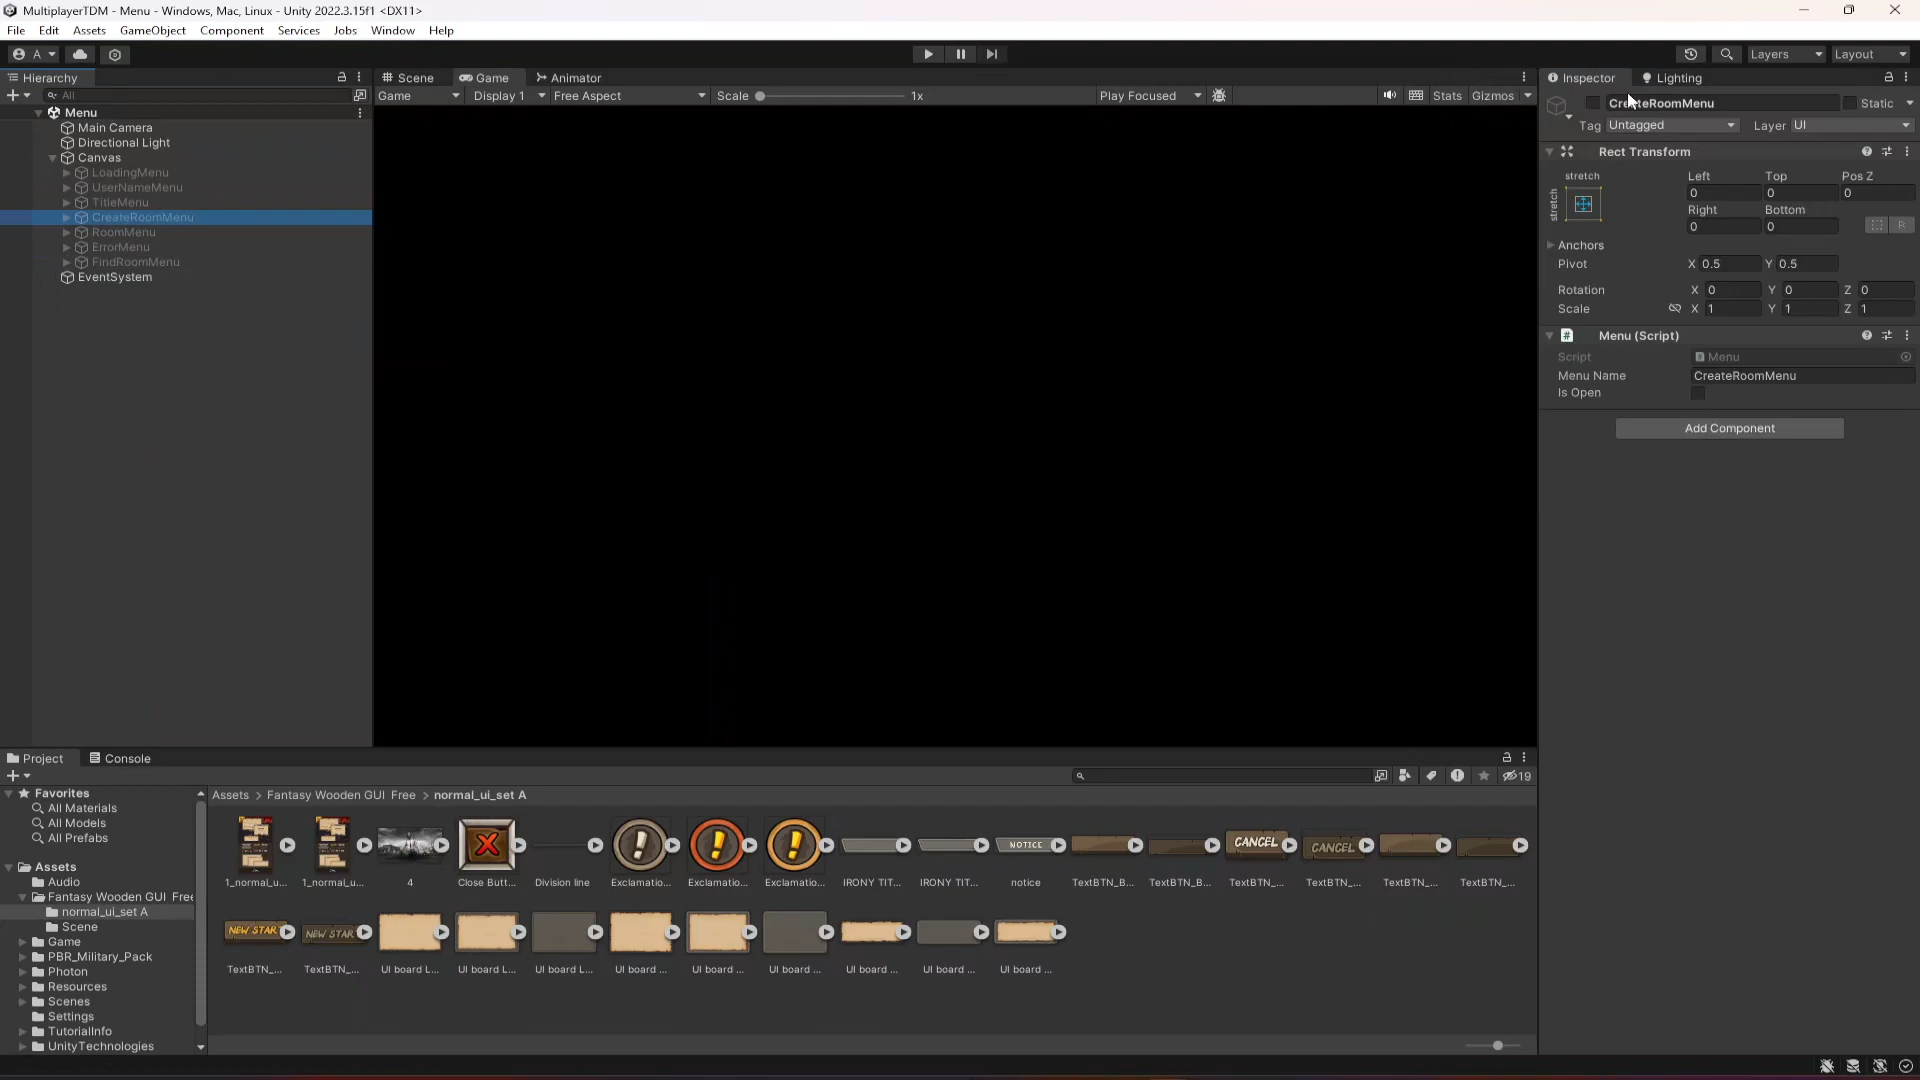 MultiplayerTDM - Menu - Windows, Mac, Linux - Unity 2022.3.15f1 <DX11>
File Edit Assets GameObject Component Services Jobs Window Help
A Layers Layout
Hierarchy Scene Game Animator Inspector Lighting
All Game Display 1 Free Aspect Scale 1x Play Focused Stats Gizmos
Menu
Main Camera
Directional Light
Canvas
LoadingMenu
UserNameMenu
TitleMenu
CreateRoomMenu
RoomMenu
ErrorMenu
FindRoomMenu
EventSystem
CreateRoomMenu Static
Tag Untagged Layer UI
Rect Transform
stretch Left Top Pos Z
stretch 0 0 0
Right Bottom
0 0 R
Anchors
Pivot X 0.5 Y 0.5
Rotation X 0 Y 0 Z 0
Scale X 1 Y 1 Z 1
# Menu (Script)
Script Menu
Menu Name CreateRoomMenu
Is Open
Add Component
Project Console
19
Favorites
All Materials
All Models
All Prefabs
Assets
Audio
Fantasy Wooden GUI Free
normal_ui_set A
Scene
Game
PBR_Military_Pack
Photon
Resources
Scenes
Settings
TutorialInfo
UnityTechnologies
Assets > Fantasy Wooden GUI Free > normal_ui_set A
NOTICE CANCEL CANCEL
1_normal_u... 1_normal_u... 4 Close Butt... Division line Exclamatio... Exclamatio... Exclamatio... IRONY TIT... IRONY TIT... notice TextBTN_B... TextBTN_B... TextBTN_... TextBTN_... TextBTN_... TextBTN_...
NEW START NEW START
TextBTN_... TextBTN_... UI board L... UI board L... UI board L... UI board ... UI board ... UI board ... UI board ... UI board ... UI board ...